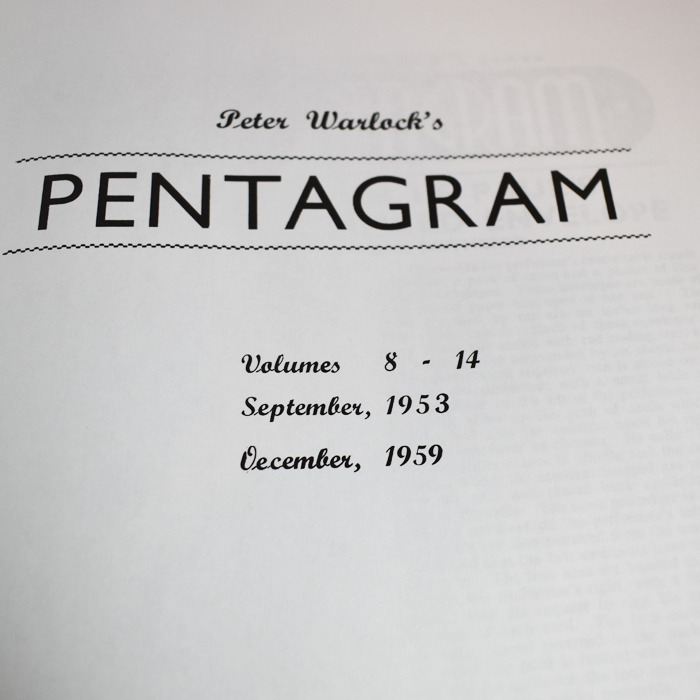 Peter Warlock's
PENTAGRAM
Volumes 8 - 14
September, 1953
December, 1959